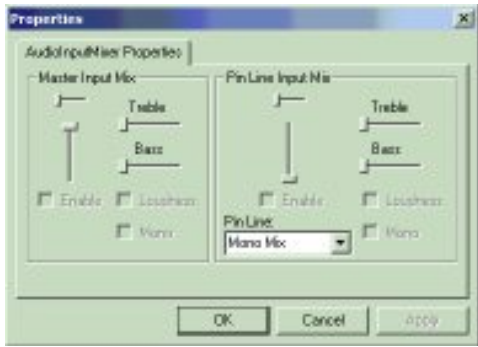 Properties
AudioInputMixer Properties
Master Input Mix
Treble
Bass
Enable
Loudness
Mono
Pin Line Input Mix
Treble
Bass
Enable
Loudness
Pin Line:
Mono
Mono Mix
OK
Cancel
Apply